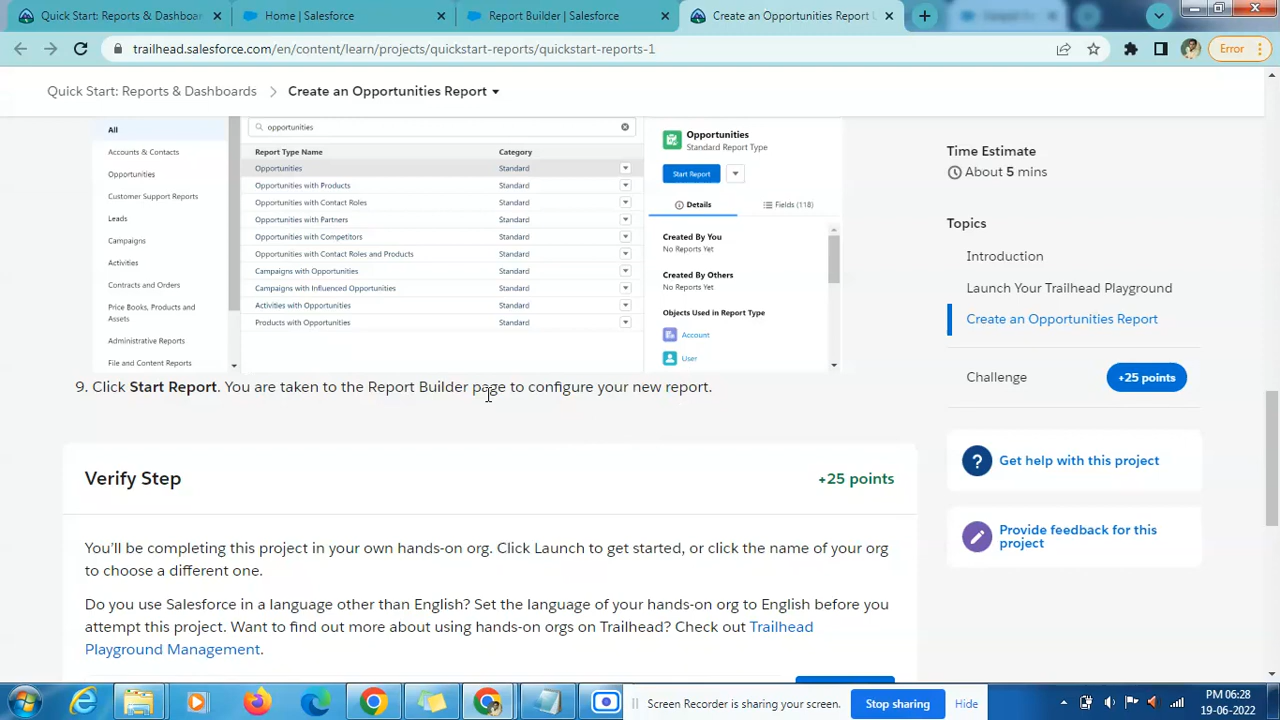 Quick Start: Reports & Dashboar
Home | Salesforce
Report Builder | Salesforce
Create an Opportunities Report
trailhead.salesforce.com/en/content/learn/projects/quickstart-reports/quickstart-reports-1
Error
Quick Start: Reports & Dashboards
Create an Opportunities Report
All
Accounts & Contacts
Opportunities
Customer Support Reports
Leads
Campaigns
Activities
Contracts and Orders
Price Books, Products and
Assets
Administrative Reports
File and Content Reports
opportunities
Report Type Name Category
Opportunities Standard
Opportunities with Products Standard
Opportunities with Contact Roles Standard
Opportunities with Partners Standard
Opportunities with Competitors Standard
Opportunities with Contact Roles and Products Standard
Campaigns with Opportunities Standard
Campaigns with Influenced Opportunities Standard
Activities with Opportunities Standard
Products with Opportunities Standard
Opportunities
Standard Report Type
Start Report
Details
Fields (118)
Created By You
No Reports Yet
Created By Others
No Reports Yet
Objects Used in Report Type
Account
User
9. Click Start Report. You are taken to the Report Builder page to configure your new report.
Verify Step
+25 points
You'll be completing this project in your own hands-on org. Click Launch to get started, or click the name of your org
to choose a different one.
Do you use Salesforce in a language other than English? Set the language of your hands-on org to English before you
attempt this project. Want to find out more about using hands-on orgs on Trailhead? Check out Trailhead
Playground Management.
Time Estimate
About 5 mins
Topics
Introduction
Launch Your Trailhead Playground
Create an Opportunities Report
Challenge
+25 points
Get help with this project
Provide feedback for this
project
Screen Recorder is sharing your screen.
Stop sharing
Hide
PM 06:28
19-06-2022